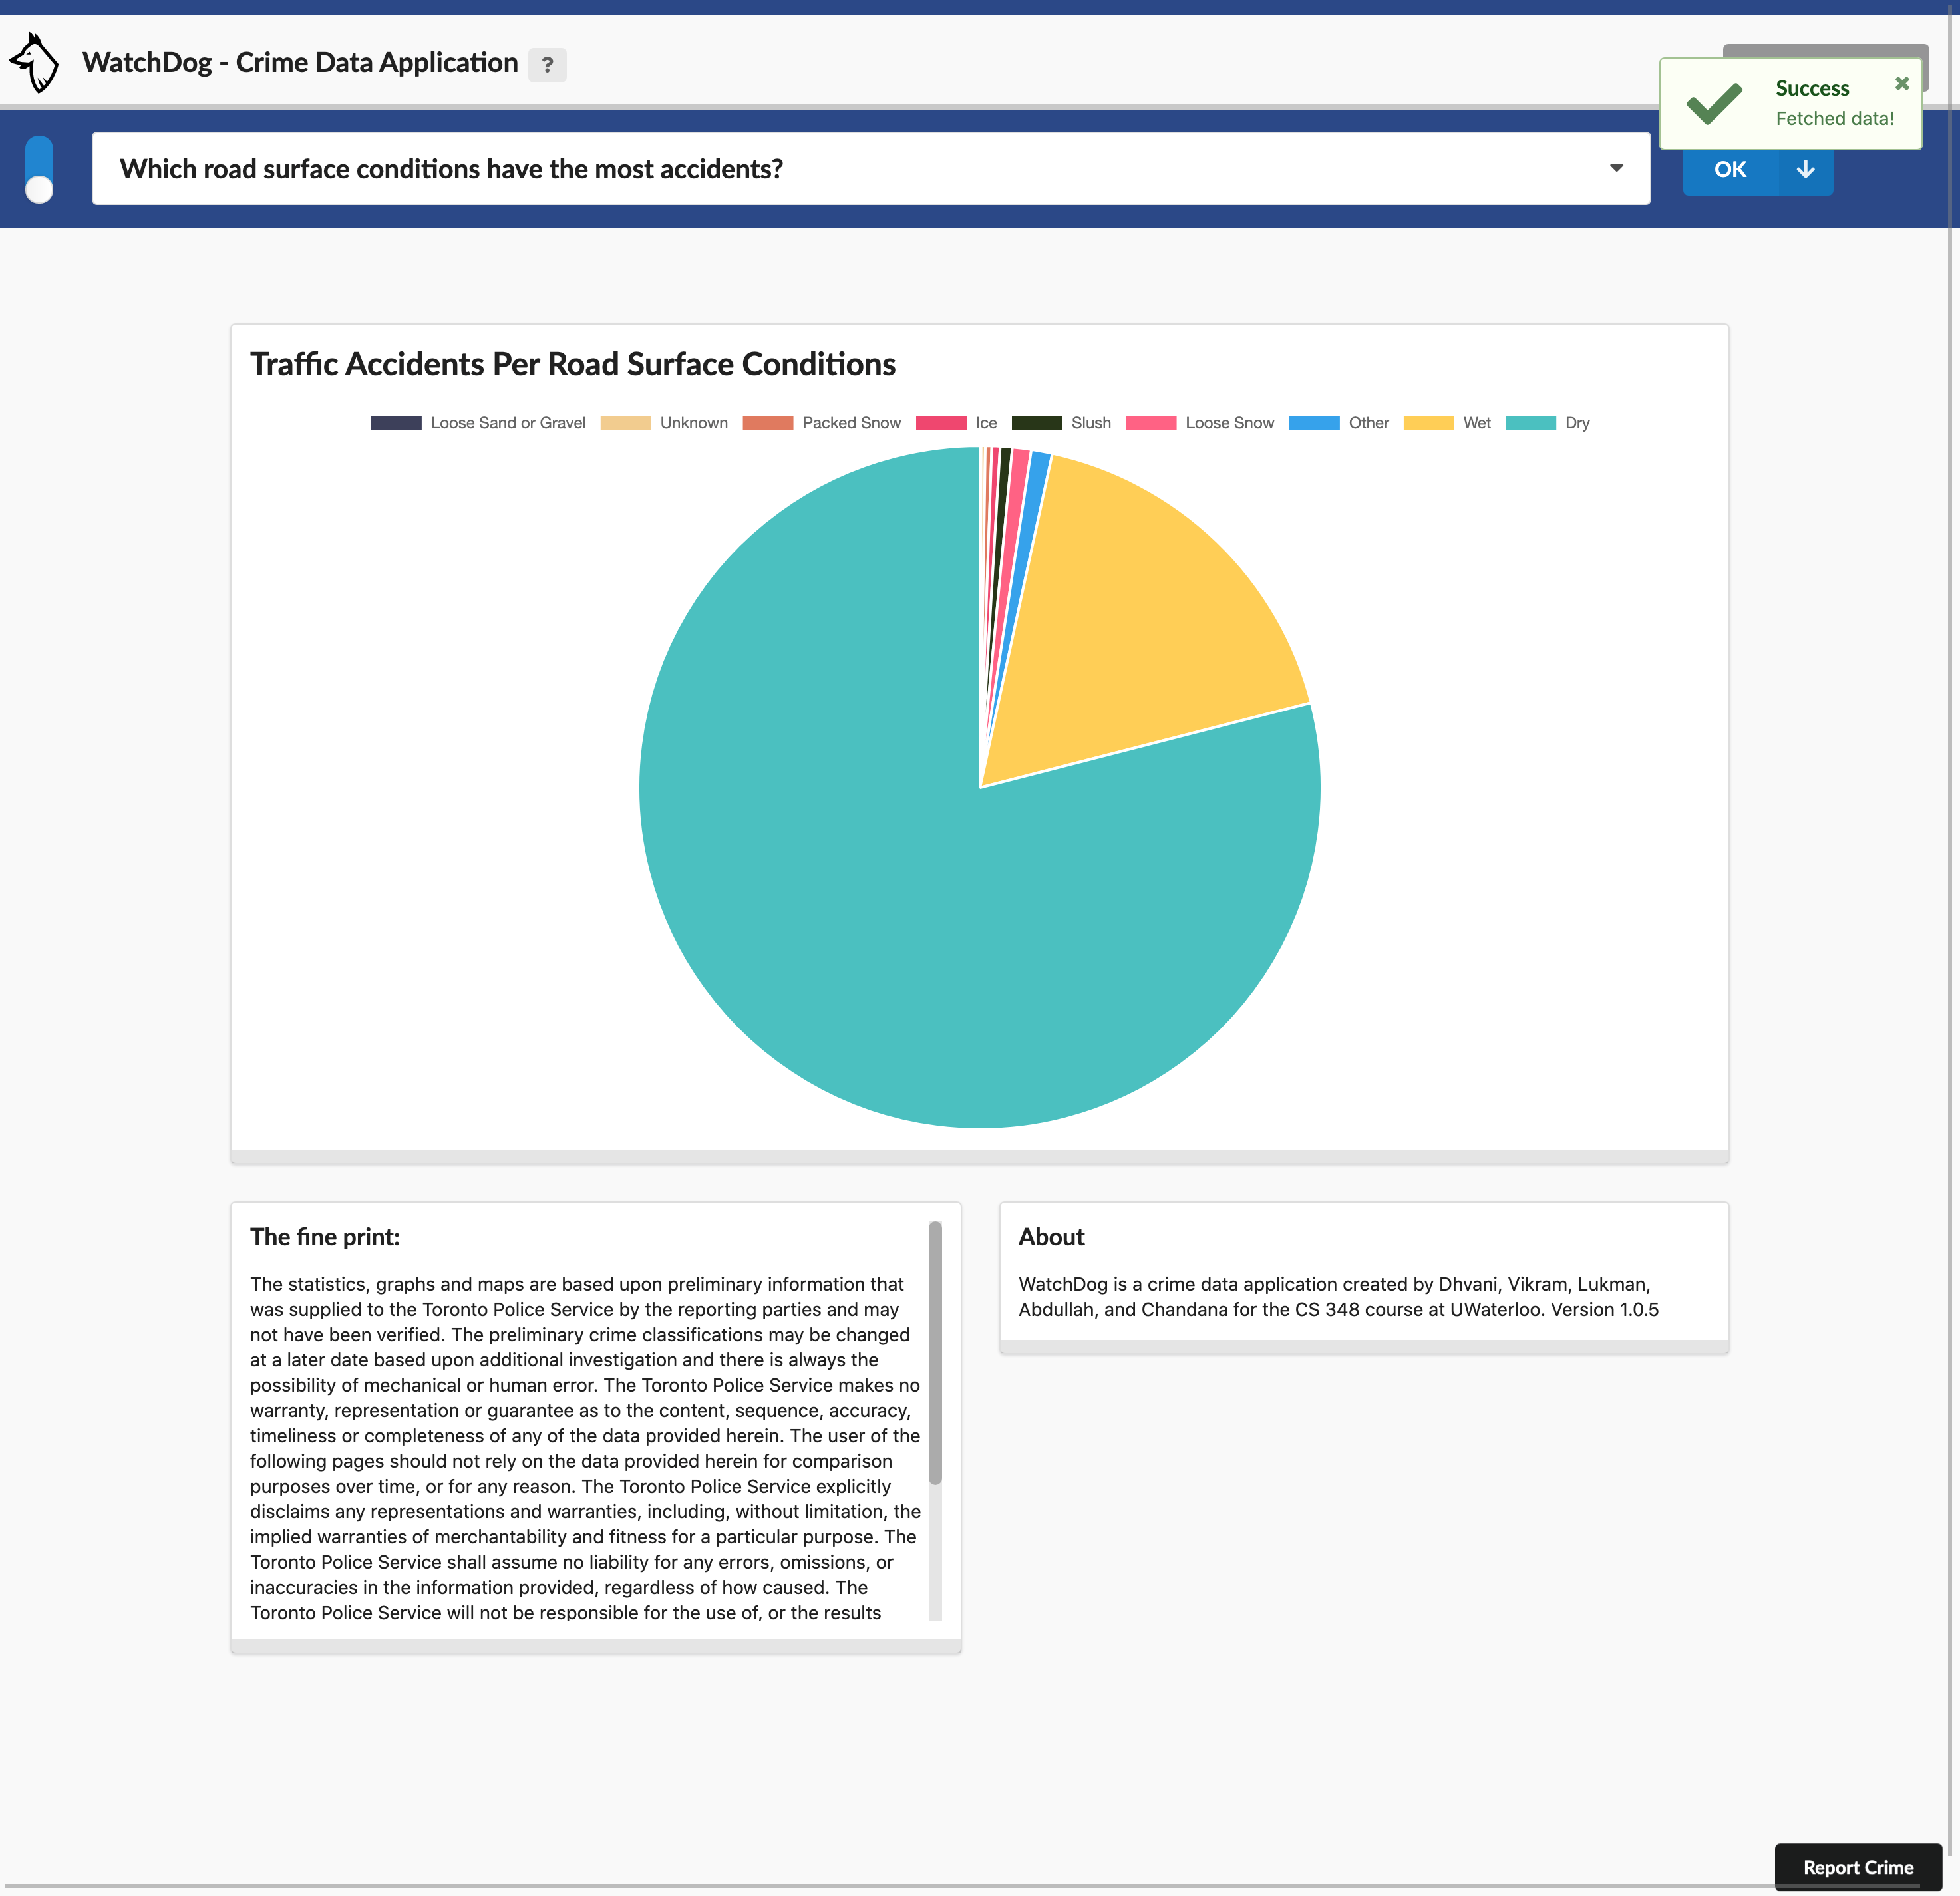 WatchDog - Crime Data Application ?
Success
Fetched data!
Which road surface conditions have the most accidents?
OK
Traffic Accidents Per Road Surface Conditions
Loose Sand or Gravel Unknown Packed Snow Ice Slush Loose Snow Other Wet Dry
The fine print:
The statistics, graphs and maps are based upon preliminary information that
was supplied to the Toronto Police Service by the reporting parties and may
not have been verified. The preliminary crime classifications may be changed
at a later date based upon additional investigation and there is always the
possibility of mechanical or human error. The Toronto Police Service makes no
warranty, representation or guarantee as to the content, sequence, accuracy,
timeliness or completeness of any of the data provided herein. The user of the
following pages should not rely on the data provided herein for comparison
purposes over time, or for any reason. The Toronto Police Service explicitly
disclaims any representations and warranties, including, without limitation, the
implied warranties of merchantability and fitness for a particular purpose. The
Toronto Police Service shall assume no liability for any errors, omissions, or
inaccuracies in the information provided, regardless of how caused. The
Toronto Police Service will not be responsible for the use of, or the results
About
WatchDog is a crime data application created by Dhvani, Vikram, Lukman,
Abdullah, and Chandana for the CS 348 course at UWaterloo. Version 1.0.5
Report Crime